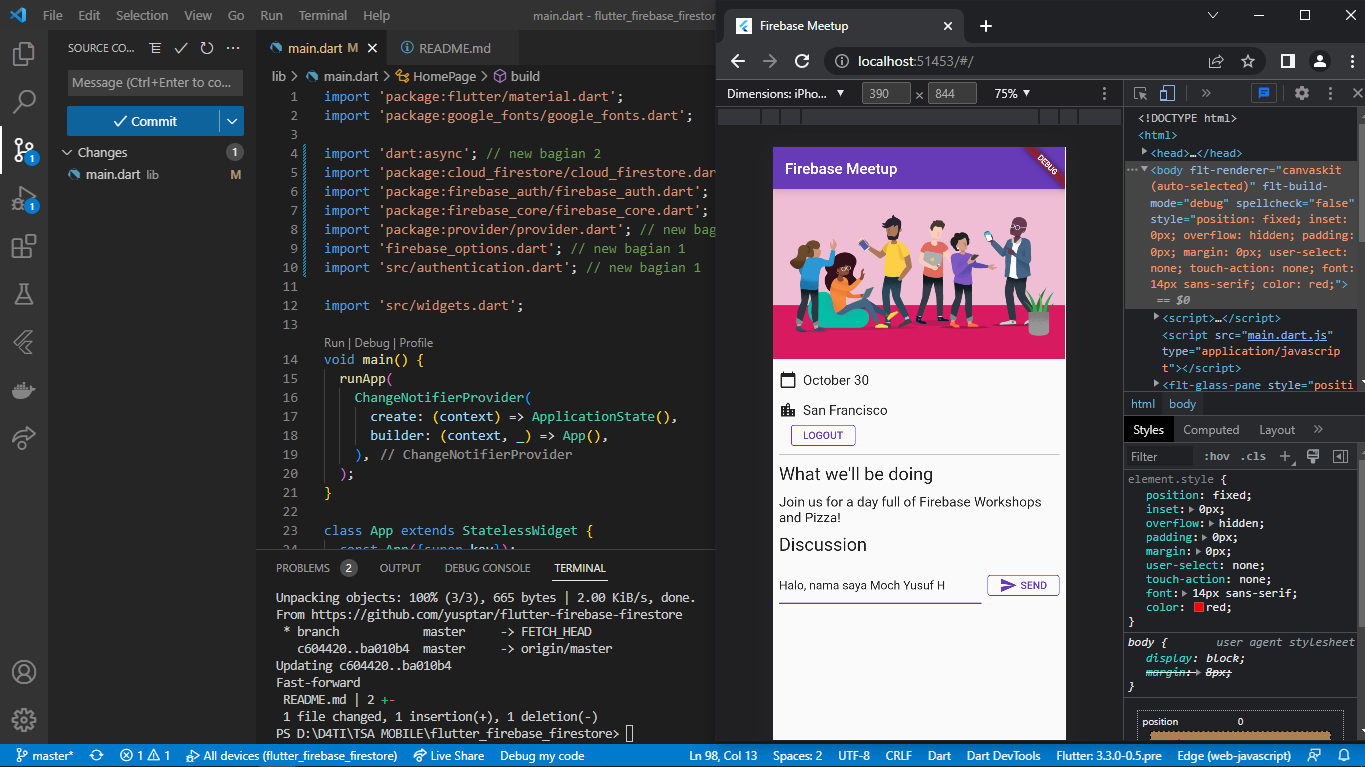 File Edit Selection View Go Run Terminal Help
main.dart - flutter_firebase_firestore
SOURCE CO...
Message (Ctrl+Enter to co...
Commit
Changes 1
main.dart lib M
1
1
main.dart M
README.md
lib > main.dart > HomePage > build
1 import 'package:flutter/material.dart';
2 import 'package:google_fonts/google_fonts.dart';
3
4 import 'dart:async'; // new bagian 2
5 import 'package:cloud_firestore/cloud_firestore.dar
6 import 'package:firebase_auth/firebase_auth.dart';
7 import 'package:firebase_core/firebase_core.dart';
8 import 'package:provider/provider.dart'; // new bag
9 import 'firebase_options.dart'; // new bagian 1
10 import 'src/authentication.dart'; // new bagian 1
11
12 import 'src/widgets.dart';
13
Run | Debug | Profile
14 void main() {
15 runApp(
16 ChangeNotifierProvider(
17 create: (context) => ApplicationState(),
18 builder: (context, _) => App(),
19 ), // ChangeNotifierProvider
20 );
21 }
22
23 class App extends StatelessWidget {
24 const App({super.key});
PROBLEMS 2 OUTPUT DEBUG CONSOLE TERMINAL
Unpacking objects: 100% (3/3), 665 bytes | 2.00 KiB/s, done.
From https://github.com/yusptar/flutter-firebase-firestore
* branch master -> FETCH_HEAD
c604420..ba010b4 master -> origin/master
Updating c604420..ba010b4
Fast-forward
README.md | 2 +-
1 file changed, 1 insertion(+), 1 deletion(-)
PS D:\D4TI\TSA MOBILE\flutter_firebase_firestore>
Firebase Meetup
localhost:51453/#/
Dimensions: iPho... 390 × 844 75%
Firebase Meetup
DEBUG
October 30
San Francisco
LOGOUT
What we'll be doing
Join us for a day full of Firebase Workshops
and Pizza!
Discussion
Halo, nama saya Moch Yusuf H
SEND
<!DOCTYPE html>
<html>
<head>…</head>
<body flt-renderer="canvaskit
(auto-selected)" flt-build-
mode="debug" spellcheck="false"
style="position: fixed; inset:
0px; overflow: hidden; padding:
0px; margin: 0px; user-select:
none; touch-action: none; font:
14px sans-serif; color: red;">
== $0
<script>…</script>
<script src="main.dart.js"
type="application/javascrip
t"></script>
<flt-glass-pane style="positi
html body
Styles Computed Layout
Filter :hov .cls
element.style {
position: fixed;
inset: 0px;
overflow: hidden;
padding: 0px;
margin: 0px;
user-select: none;
touch-action: none;
font: 14px sans-serif;
color: red;
}
body { user agent stylesheet
display: block;
margin: 8px;
}
position 0
master* 1 1 All devices (flutter_firebase_firestore) Live Share Debug my code Ln 98, Col 13 Spaces: 2 UTF-8 CRLF Dart Dart DevTools Flutter: 3.3.0-0.5.pre Edge (web-javascript)